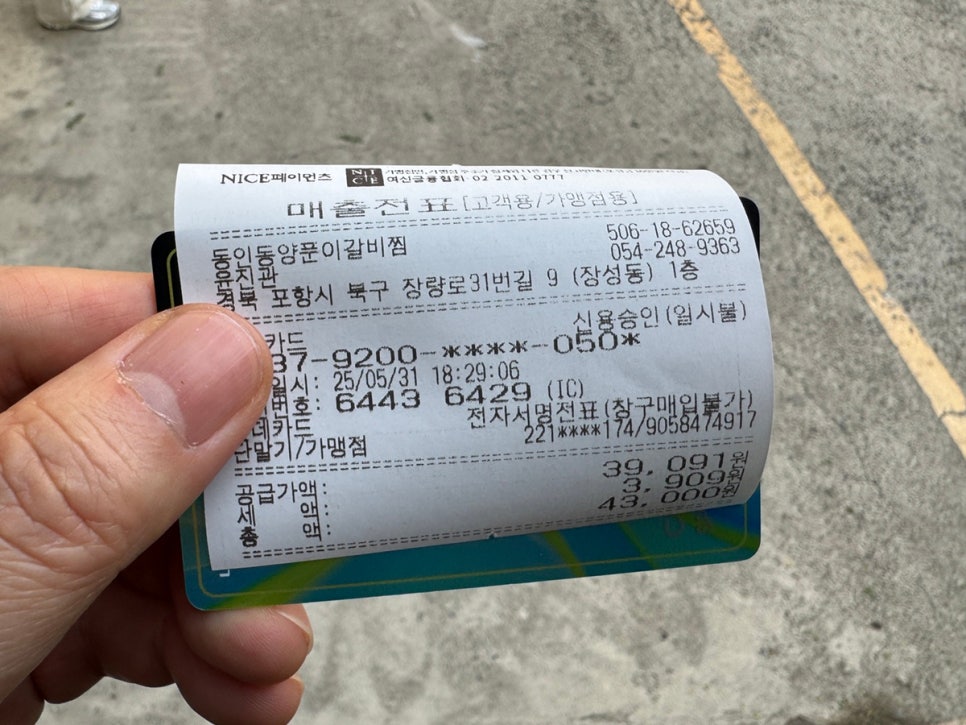 NICE페이먼츠 NICE 여신금융협회 02 2011 0711
매출전표[고객용/가맹점용]
동인동양푼이갈비찜 506-18-62659
유진관 054-248-9363
경북 포항시 북구 장량로31번길 9 (장성동) 1층
카드 신용승인(일시불)
37-9200-****-050*
일시: 25/05/31 18:29:06
번호: 6443 6429 (IC)
데카드 전자서명전표(창구매입불가)
단말기/가맹점 221****174/9058474917
공급가액: 39,091원
세 액: 3,909원
총 액: 43,000원